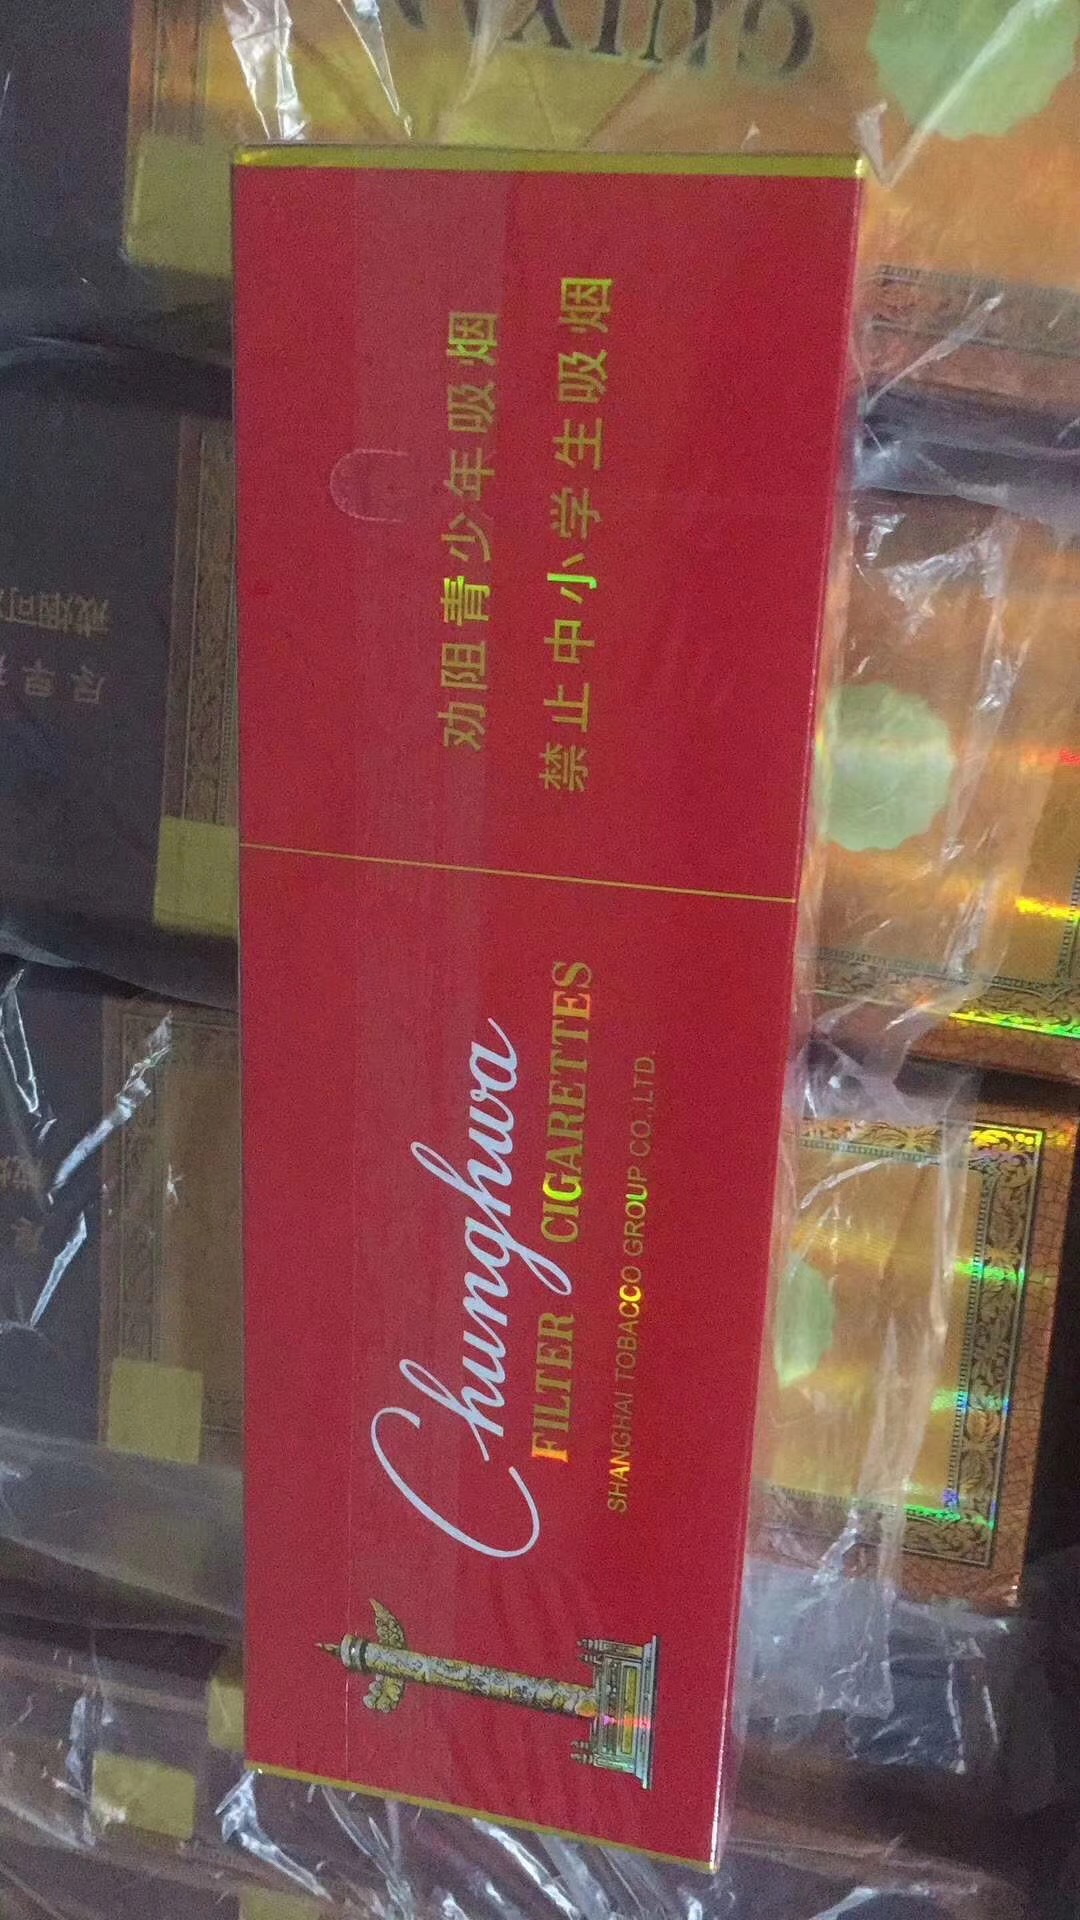 劝阻青少年吸烟
禁止中小学生吸烟
Chunghwa
FILTER CIGARETTES
SHANGHAI TOBACCO GROUP CO.,LTD.